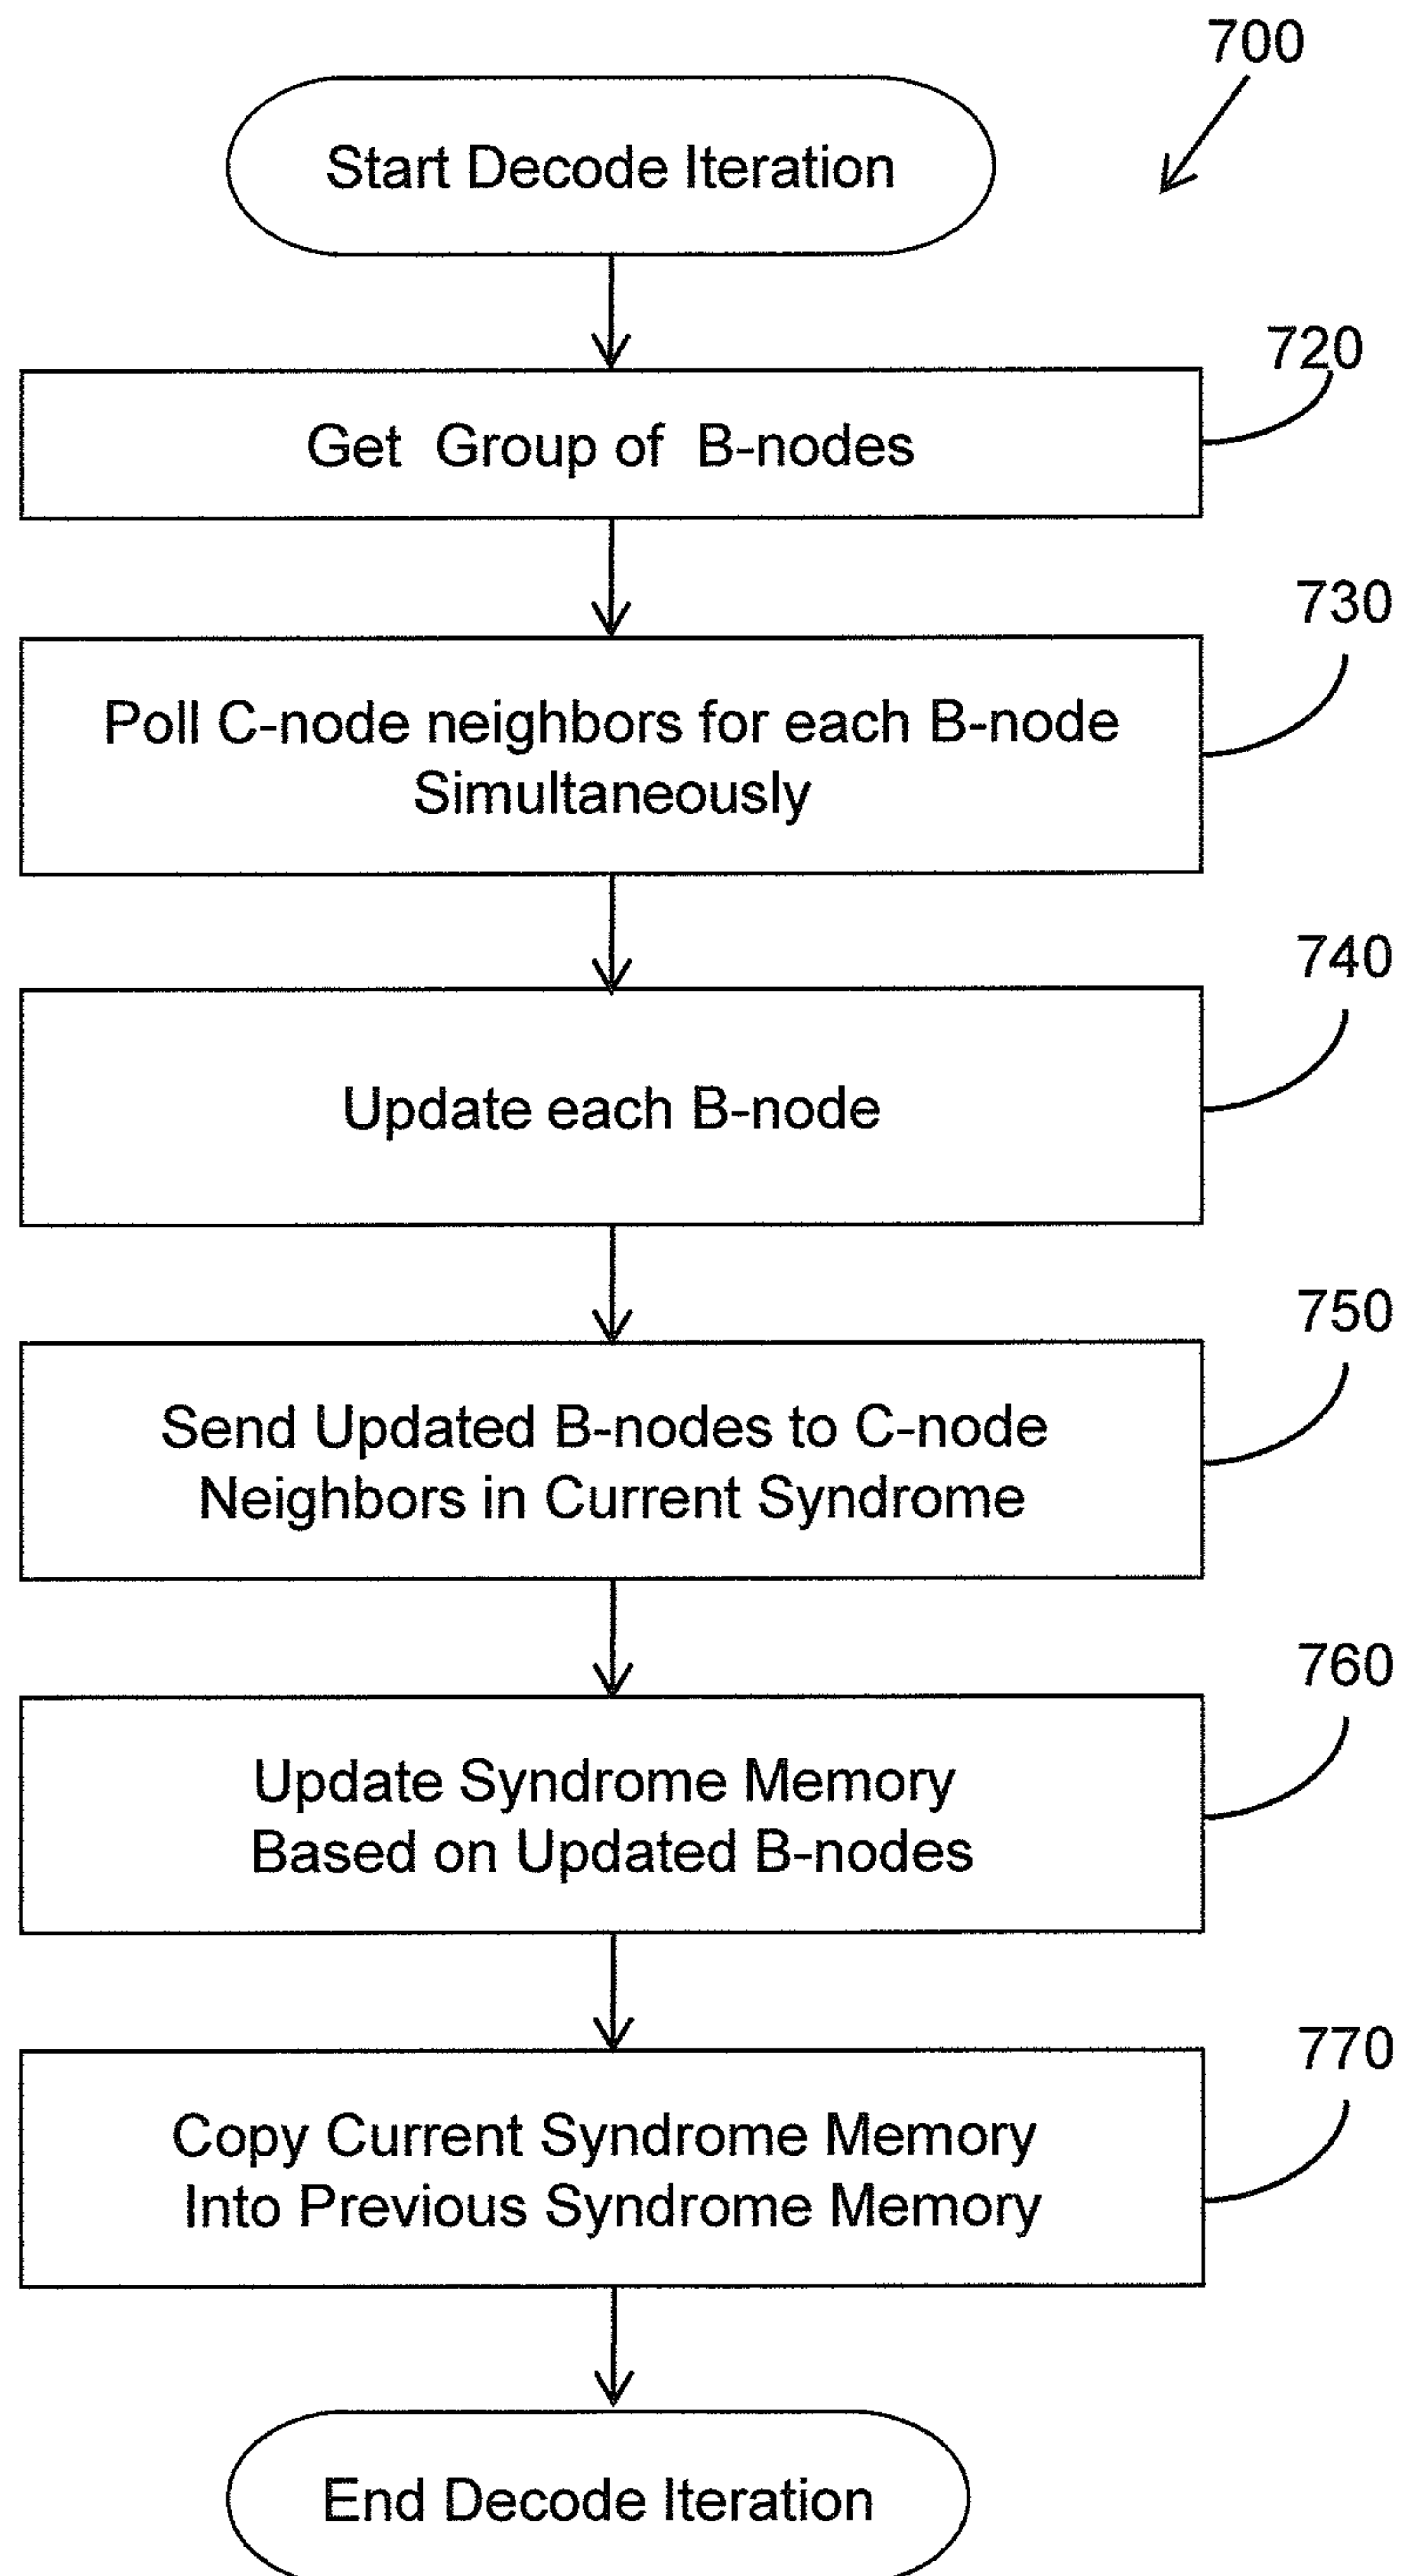 700
Start Decode Iteration
720
Get Group of B-nodes
730
Poll C-node neighbors for each B-node
Simultaneously
740
Update each B-node
750
Send Updated B-nodes to C-node
Neighbors in Current Syndrome
760
Update Syndrome Memory
Based on Updated B-nodes
770
Copy Current Syndrome Memory
Into Previous Syndrome Memory
End Decode Iteration